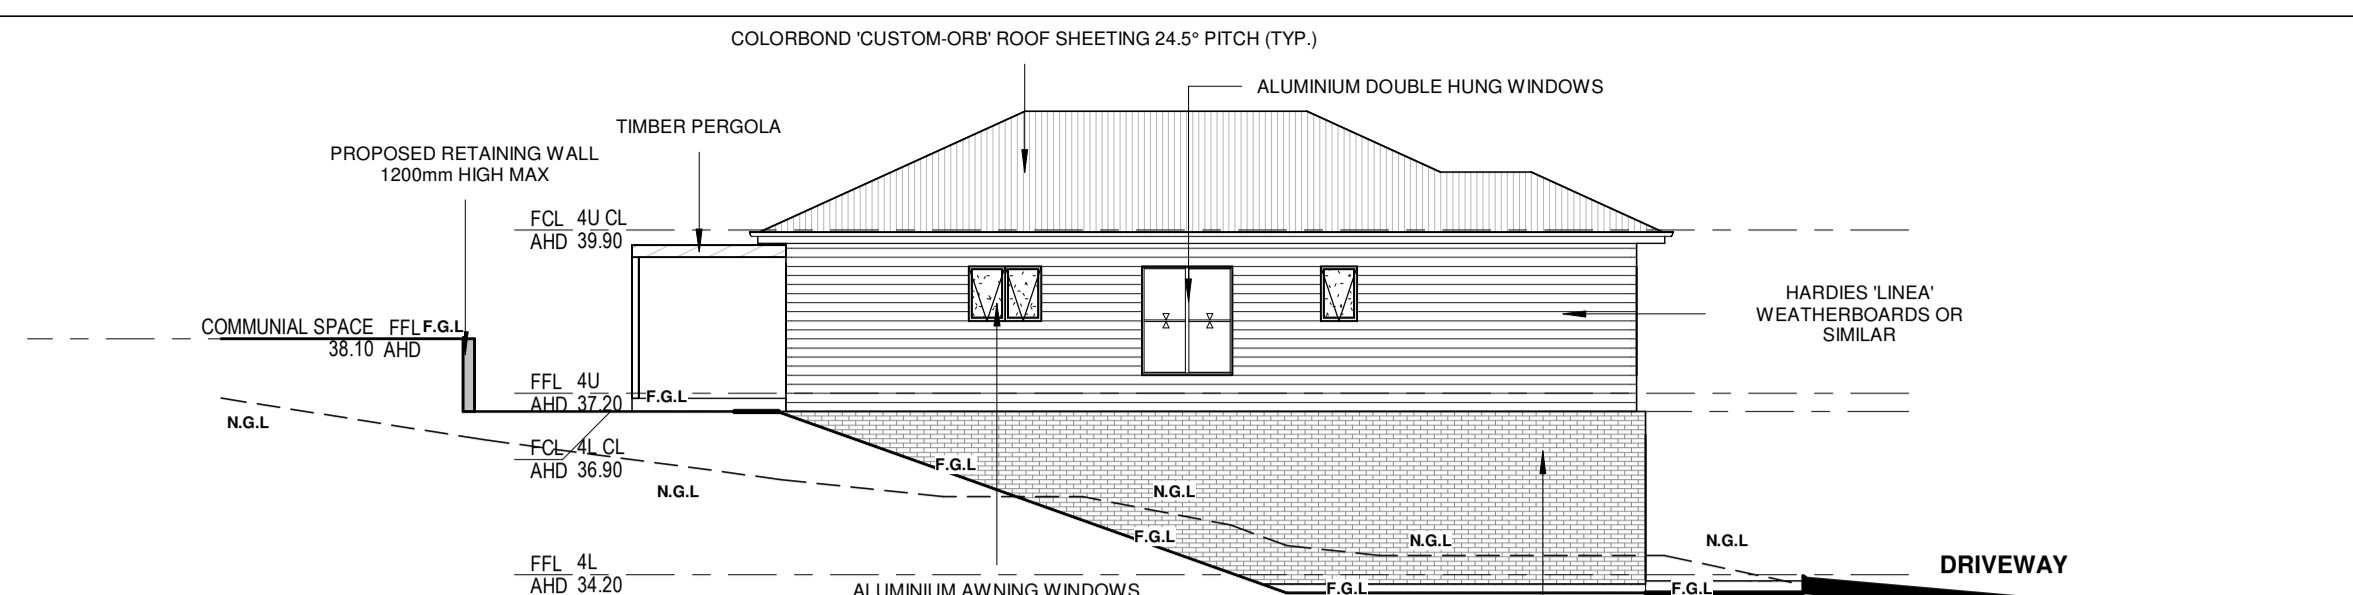 COLORBOND 'CUSTOM-ORB' ROOF SHEETING 24.5° PITCH (TYP.)
ALUMINIUM DOUBLE HUNG WINDOWS
TIMBER PERGOLA
PROPOSED RETAINING WALL
1200mm HIGH MAX
FCL 4U CL
AHD 39.90
HARDIES 'LINEA'
WEATHERBOARDS OR
SIMILAR
COMMUNIAL SPACE FFL F.G.L
38.10 AHD
FFL 4U
AHD 37.20
F.G.L
N.G.L
FCL 4L CL
AHD 36.90
F.G.L
N.G.L
N.G.L
F.G.L
N.G.L
N.G.L
FFL 4L
AHD 34.20
DRIVEWAY
ALUMINIUM AWNING WINDOWS
F.G.L
F.G.L